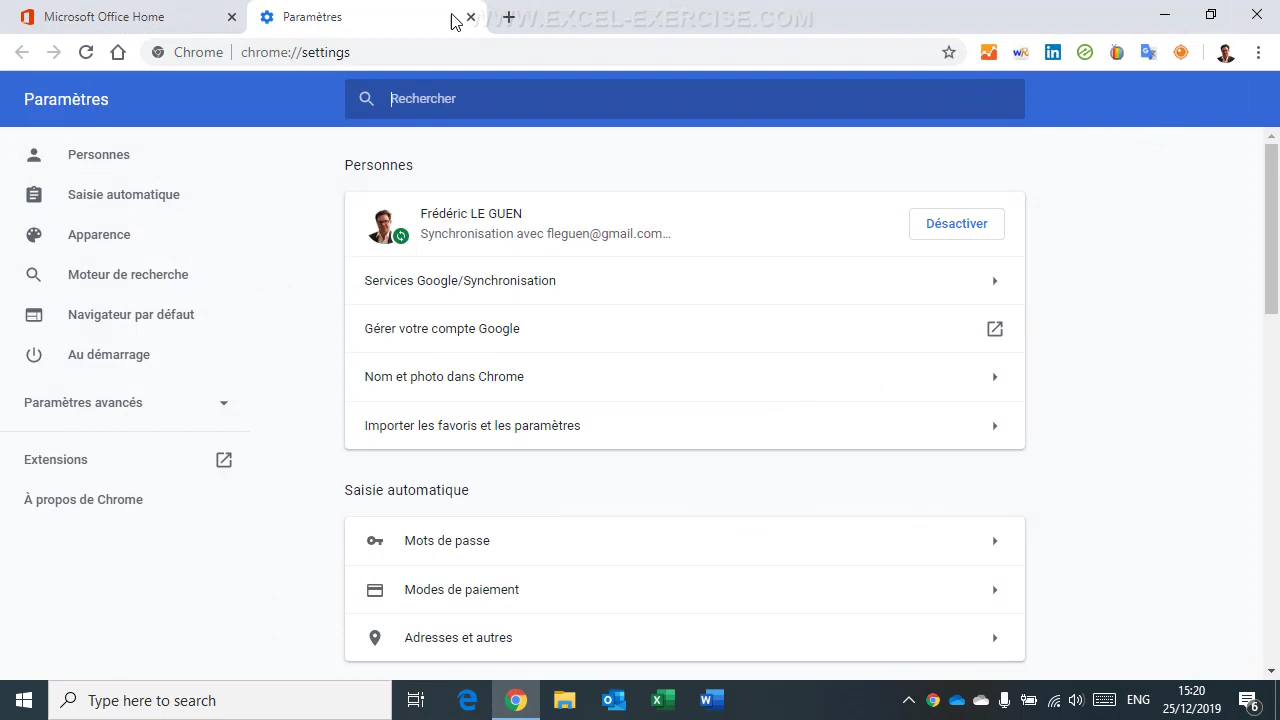 Microsoft Office Home
Paramètres
WWW.EXCEL-EXERCISE.COM
Chrome
chrome://settings
Paramètres
Rechercher
Personnes
Saisie automatique
Apparence
Moteur de recherche
Navigateur par défaut
Au démarrage
Paramètres avancés
Extensions
À propos de Chrome
Personnes
Frédéric LE GUEN
Synchronisation avec fleguen@gmail.com...
Désactiver
Services Google/Synchronisation
Gérer votre compte Google
Nom et photo dans Chrome
Importer les favoris et les paramètres
Saisie automatique
Mots de passe
Modes de paiement
Adresses et autres
Type here to search
ENG
15:20
25/12/2019
6